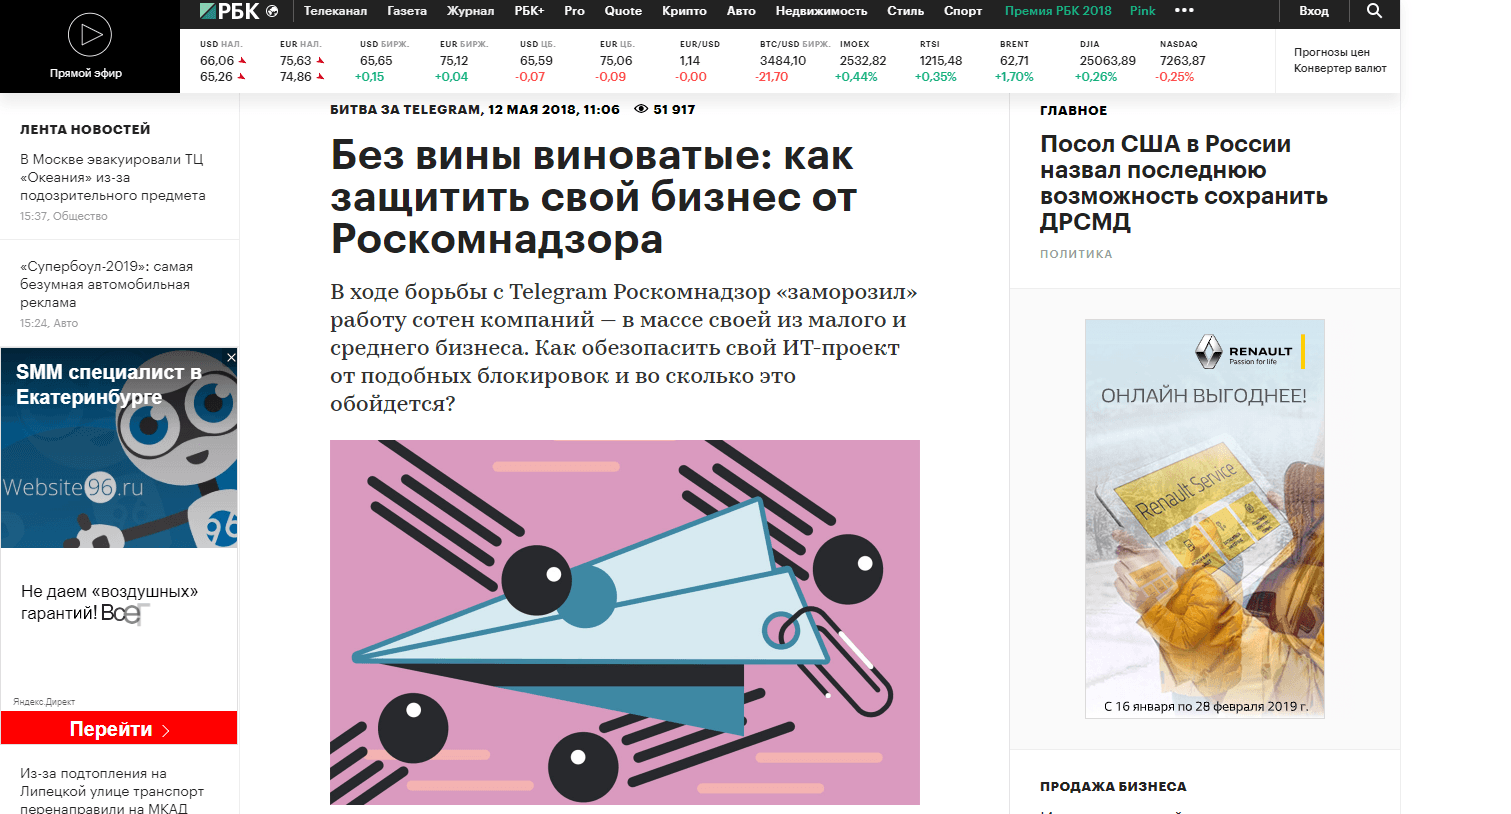 Прямой эфир
РБК
Телеканал Газета Журнал РБК+ Pro Quote Крипто Авто Недвижимость Стиль Спорт Премия РБК 2018 Pink ••• Вход
USD НАЛ. EUR НАЛ. USD БИРЖ. EUR БИРЖ. USD ЦБ. EUR ЦБ. EUR/USD BTC/USD БИРЖ. IMOEX RTSI BRENT DJIA NASDAQ
66,06 75,63 65,65 75,12 65,59 75,06 1,14 3484,10 2532,82 1215,48 62,71 25063,89 7263,87
65,26 74,86 +0,15 +0,04 -0,07 -0,09 -0,00 -21,70 +0,44% +0,35% +1,70% +0,26% -0,25%
Прогнозы цен
Конвертер валют
ЛЕНТА НОВОСТЕЙ
В Москве эвакуировали ТЦ
«Океания» из-за
подозрительного предмета
15:37, Общество
«Супербоул-2019»: самая
безумная автомобильная
реклама
15:24, Авто
SMM специалист в
Екатеринбурге
Website96.ru
96
96
Не даем «воздушных»
гарантий!
Яндекс.Директ
Перейти
Из-за подтопления на
Липецкой улице транспорт
перенаправили на МКАД
БИТВА ЗА TELEGRAM, 12 МАЯ 2018, 11:06 51 917
Без вины виноватые: как
защитить свой бизнес от
Роскомнадзора
В ходе борьбы с Telegram Роскомнадзор «заморозил»
работу сотен компаний — в массе своей из малого и
среднего бизнеса. Как обезопасить свой ИТ-проект
от подобных блокировок и во сколько это
обойдется?
ГЛАВНОЕ
Посол США в России
назвал последнюю
возможность сохранить
ДРСМД
ПОЛИТИКА
RENAULT
Passion for life
ОНЛАЙН ВЫГОДНЕЕ!
Renault Service
С 16 января по 28 февраля 2019 г.
ПРОДАЖА БИЗНЕСА